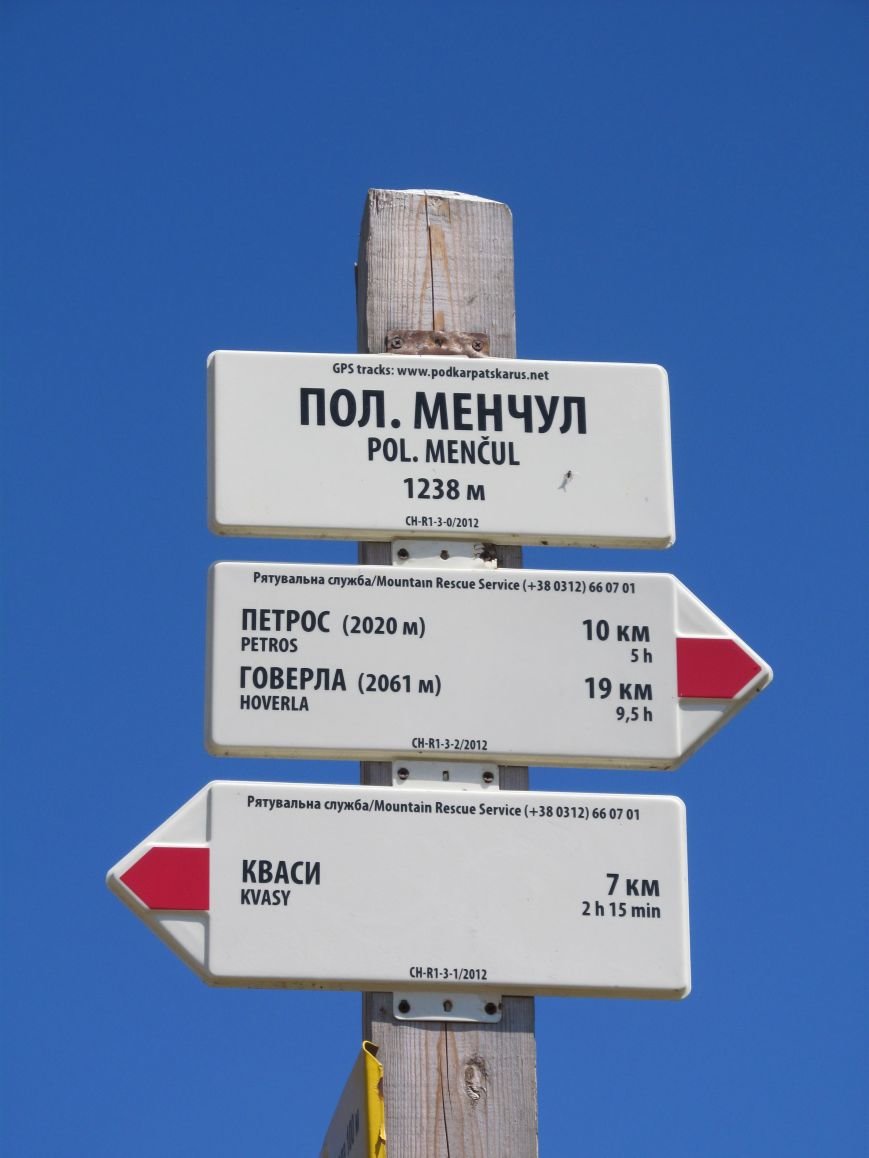 GPS tracks: www.podkarpatskarus.net
ПОЛ. МЕНЧУЛ
POL. MENČUL
1238 м
CH-R1-3-0/2012
Рятувальна служба/Mountain Rescue Service (+38 0312) 66 07 01
ПЕТРОС (2020 м) 10 км
PETROS 5 h
ГОВЕРЛА (2061 м) 19 км
HOVERLA 9,5 h
CH-R1-3-2/2012
Рятувальна служба/Mountain Rescue Service (+38 0312) 66 07 01
КВАСИ 7 км
KVASY 2 h 15 min
CH-R1-3-1/2012